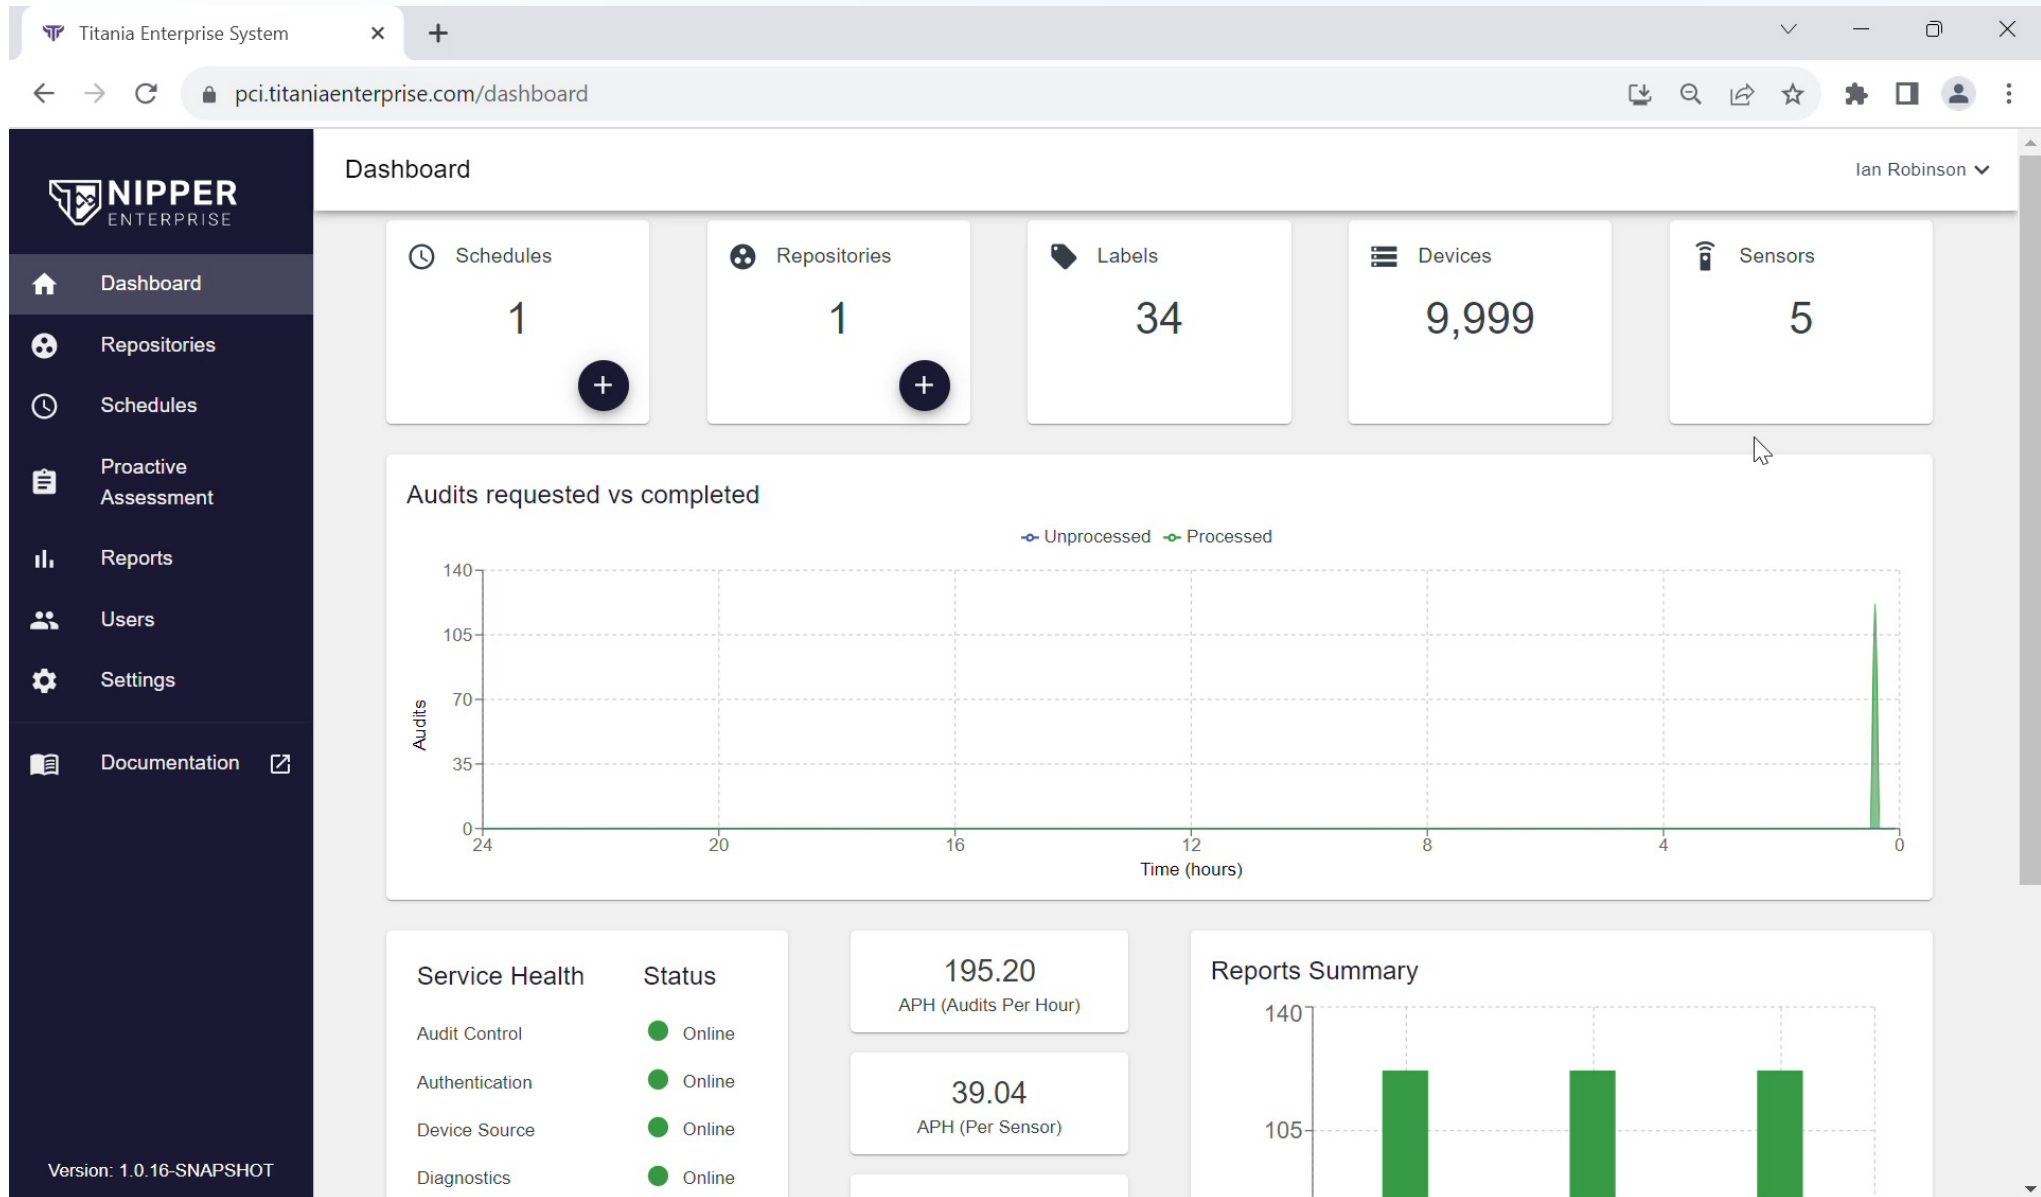 Titania Enterprise System
pci.titaniaenterprise.com/dashboard
NIPPER
ENTERPRISE
Dashboard
Repositories
Schedules
Proactive
Assessment
Reports
Users
Settings
Documentation
Version: 1.0.16-SNAPSHOT
Dashboard
Ian Robinson
Schedules
1
Repositories
1
Labels
34
Devices
9,999
Sensors
5
Audits requested vs completed
Unprocessed Processed
140
105
70
35
0
Audits
24 20 16 12 8 4 0
Time (hours)
Service Health Status
Audit Control Online
Authentication Online
Device Source Online
Diagnostics Online
195.20
APH (Audits Per Hour)
39.04
APH (Per Sensor)
Reports Summary
140
105